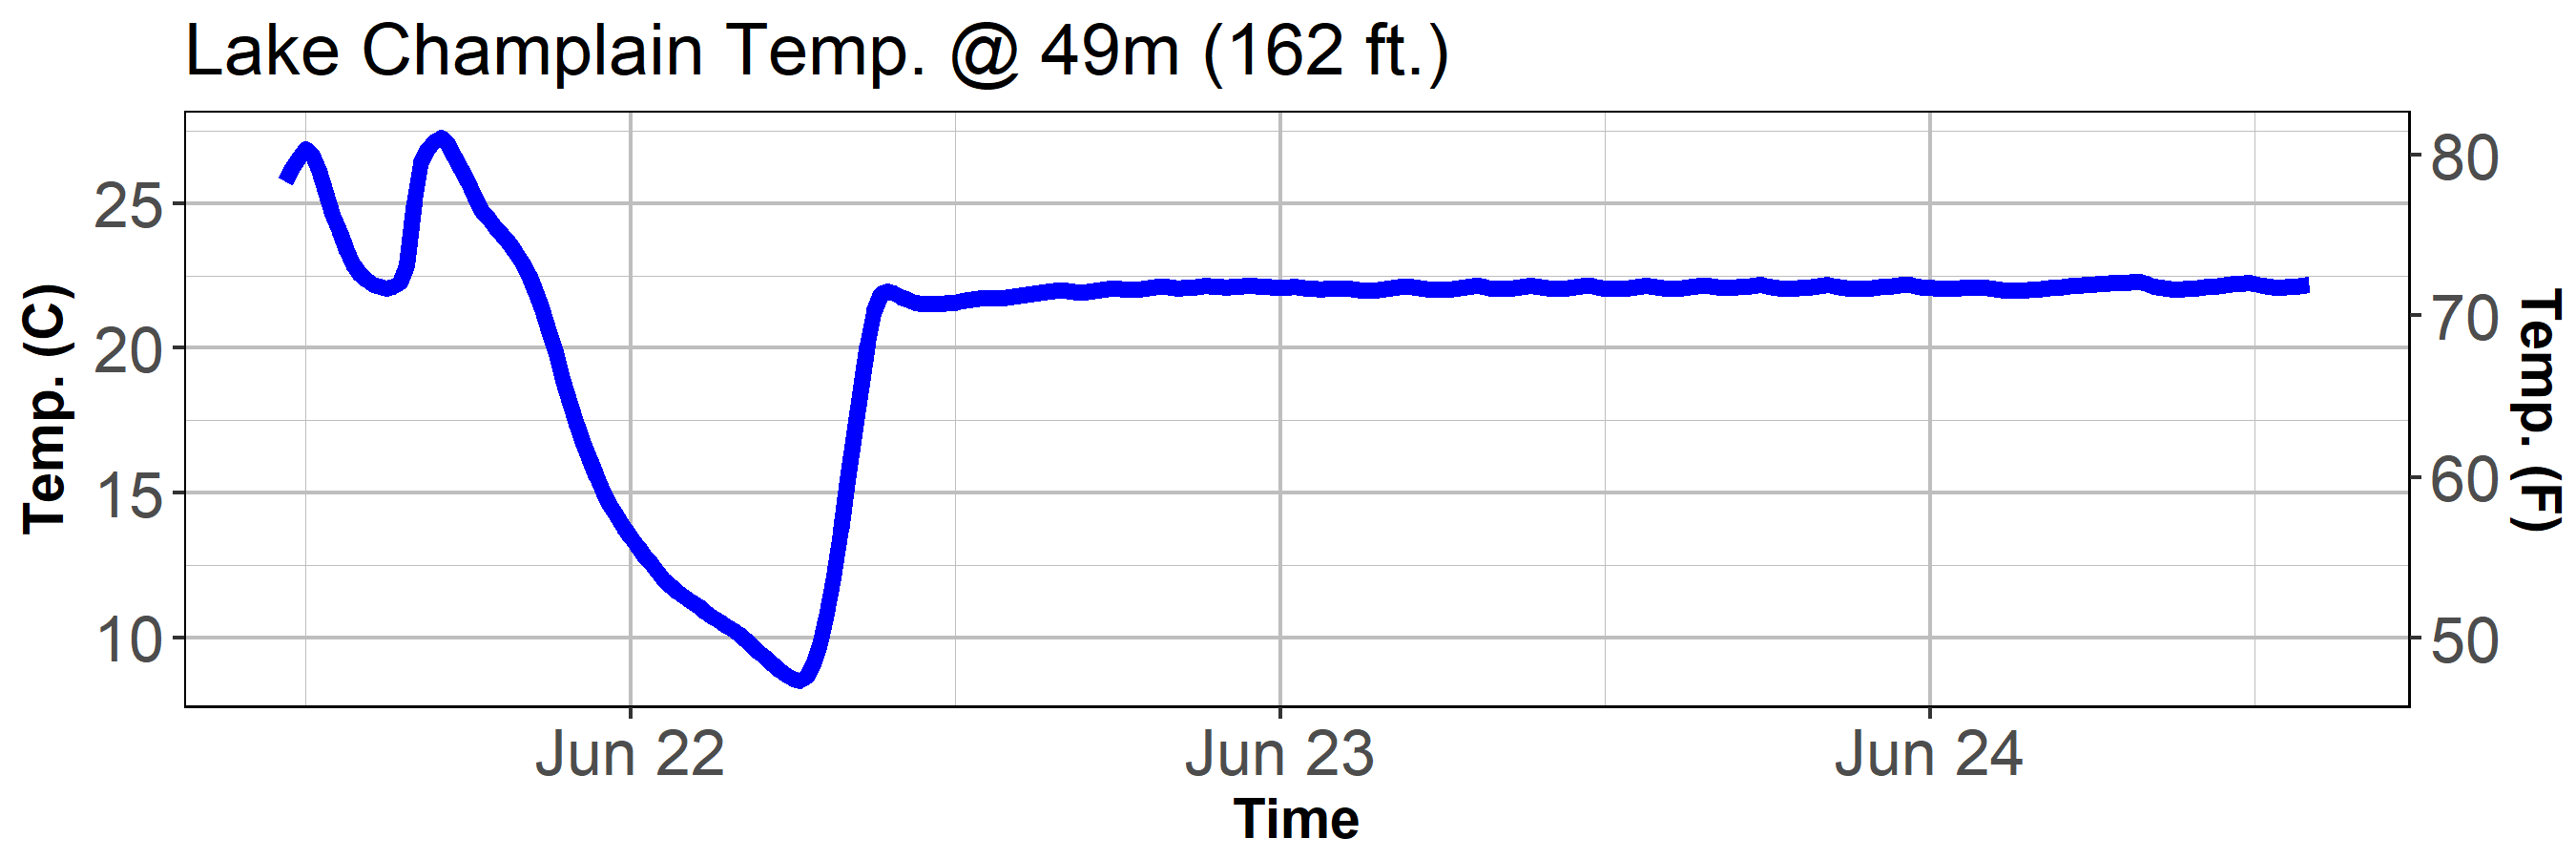 Lake Champlain Temp. @ 49m (162 ft.)
Temp. (C)
25
20
15
10
80
70
60
50
Temp. (F)
Jun 22
Jun 23
Jun 24
Time